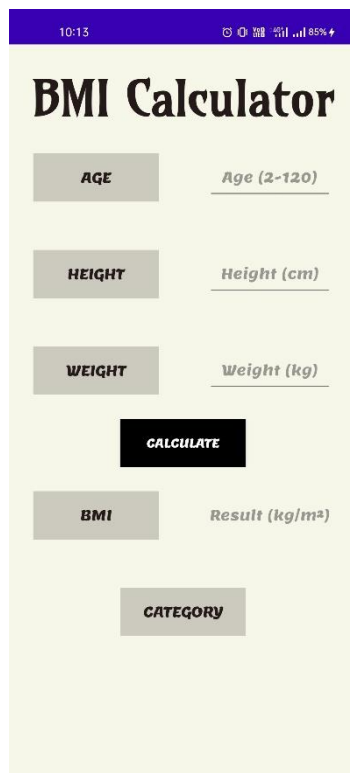 10:13 85%
BMI Calculator
AGE Age (2-120)
HEIGHT Height (cm)
WEIGHT Weight (kg)
CALCULATE
BMI Result (kg/m²)
CATEGORY